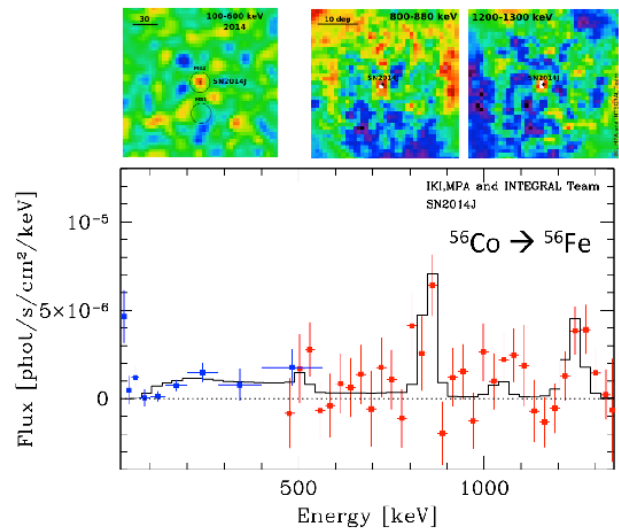 30
100-600 keV
2014
M82
SN2014J
M81
10 deg
800-880 keV
SN2014J
1200-1300 keV
SN2014J
IKI,MPA and INTEGRAL Team
SN2014J
⁵⁶Co → ⁵⁶Fe
10⁻⁵
5×10⁻⁶
0
Flux [phot/s/cm²/keV]
500
1000
Energy [keV]